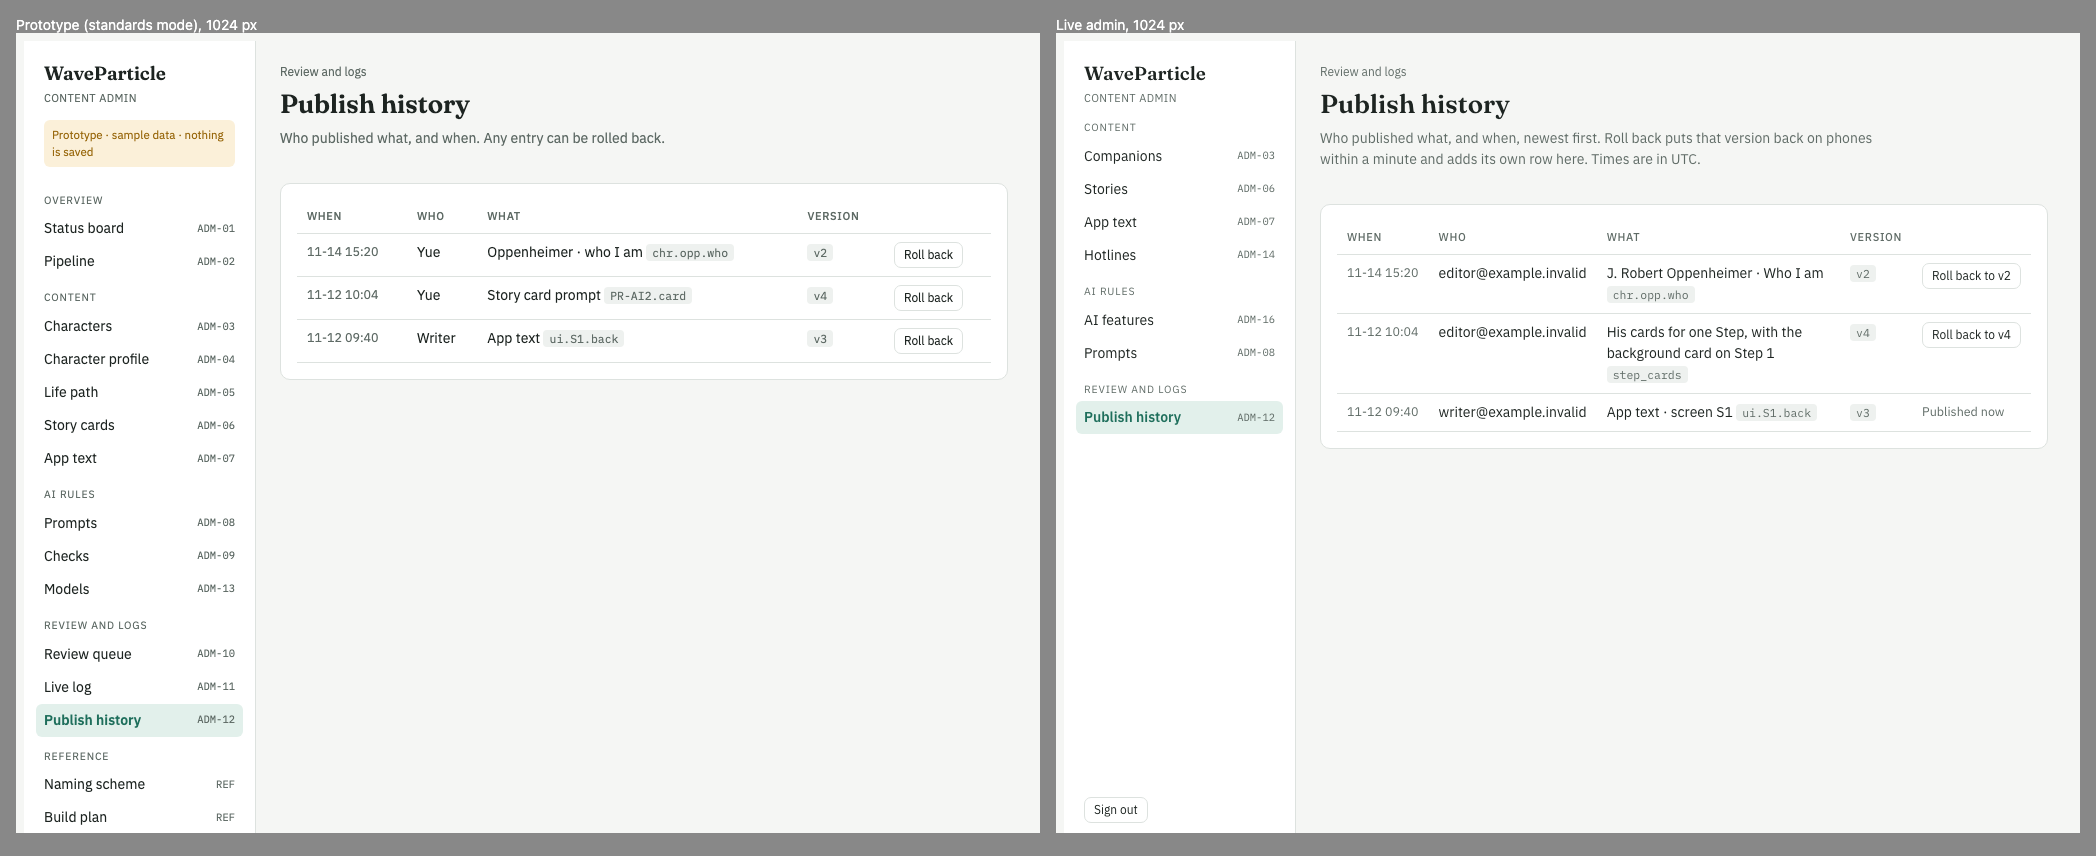 Prototype (standards mode), 1024 px
WaveParticle
CONTENT ADMIN
Prototype · sample data · nothing
is saved
OVERVIEW
Status board ADM-01
Pipeline ADM-02
CONTENT
Characters ADM-03
Character profile ADM-04
Life path ADM-05
Story cards ADM-06
App text ADM-07
AI RULES
Prompts ADM-08
Checks ADM-09
Models ADM-13
REVIEW AND LOGS
Review queue ADM-10
Live log ADM-11
Publish history ADM-12
REFERENCE
Naming scheme REF
Build plan REF
Review and logs
Publish history
Who published what, and when. Any entry can be rolled back.
WHEN WHO WHAT VERSION
11-14 15:20 Yue Oppenheimer · who I am chr.opp.who v2 Roll back
11-12 10:04 Yue Story card prompt PR-AI2.card v4 Roll back
11-12 09:40 Writer App text ui.S1.back v3 Roll back
Live admin, 1024 px
WaveParticle
CONTENT ADMIN
CONTENT
Companions ADM-03
Stories ADM-06
App text ADM-07
Hotlines ADM-14
AI RULES
AI features ADM-16
Prompts ADM-08
REVIEW AND LOGS
Publish history ADM-12
Sign out
Review and logs
Publish history
Who published what, and when, newest first. Roll back puts that version back on phones
within a minute and adds its own row here. Times are in UTC.
WHEN WHO WHAT VERSION
11-14 15:20 editor@example.invalid J. Robert Oppenheimer · Who I am v2 Roll back to v2
chr.opp.who
11-12 10:04 editor@example.invalid His cards for one Step, with the v4 Roll back to v4
background card on Step 1
step_cards
11-12 09:40 writer@example.invalid App text · screen S1 ui.S1.back v3 Published now